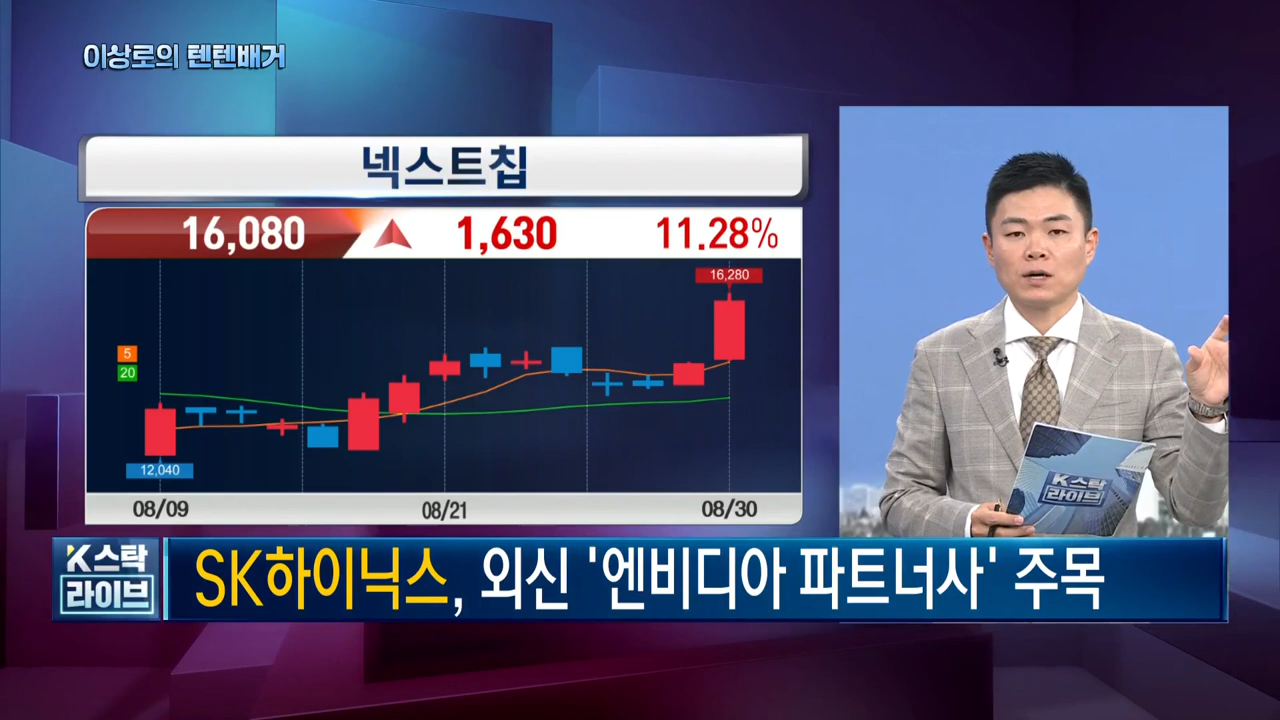 이상로의 텐텐배거
넥스트칩
16,080 ▲ 1,630 11.28%
16,280
5
20
12,040
08/09 08/21 08/30
K스탁
라이브
K스탁
라이브
SK하이닉스, 외신 '엔비디아 파트너사' 주목